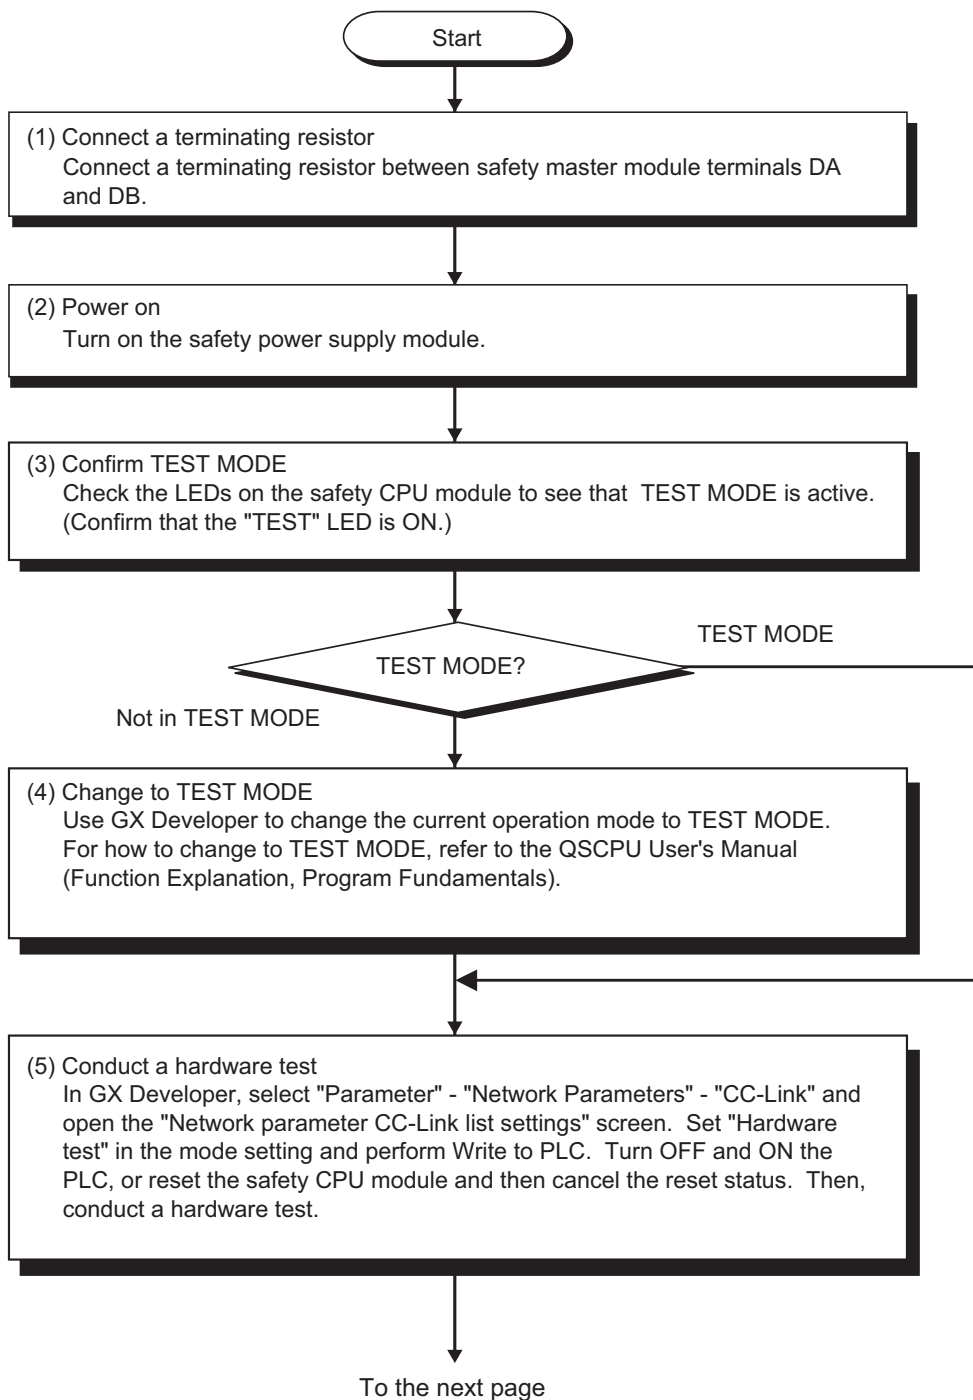 Start
(1) Connect a terminating resistor
Connect a terminating resistor between safety master module terminals DA
and DB.
(2) Power on
Turn on the safety power supply module.
(3) Confirm TEST MODE
Check the LEDs on the safety CPU module to see that  TEST MODE is active.
(Confirm that the "TEST" LED is ON.)
TEST MODE
TEST MODE?
Not in TEST MODE
(4) Change to TEST MODE
Use GX Developer to change the current operation mode to TEST MODE.
For how to change to TEST MODE, refer to the QSCPU User's Manual
(Function Explanation, Program Fundamentals).
(5) Conduct a hardware test
In GX Developer, select "Parameter" - "Network Parameters" - "CC-Link" and
open the "Network parameter CC-Link list settings" screen.  Set "Hardware
test" in the mode setting and perform Write to PLC.  Turn OFF and ON the
PLC, or reset the safety CPU module and then cancel the reset status.  Then,
conduct a hardware test.
To the next page